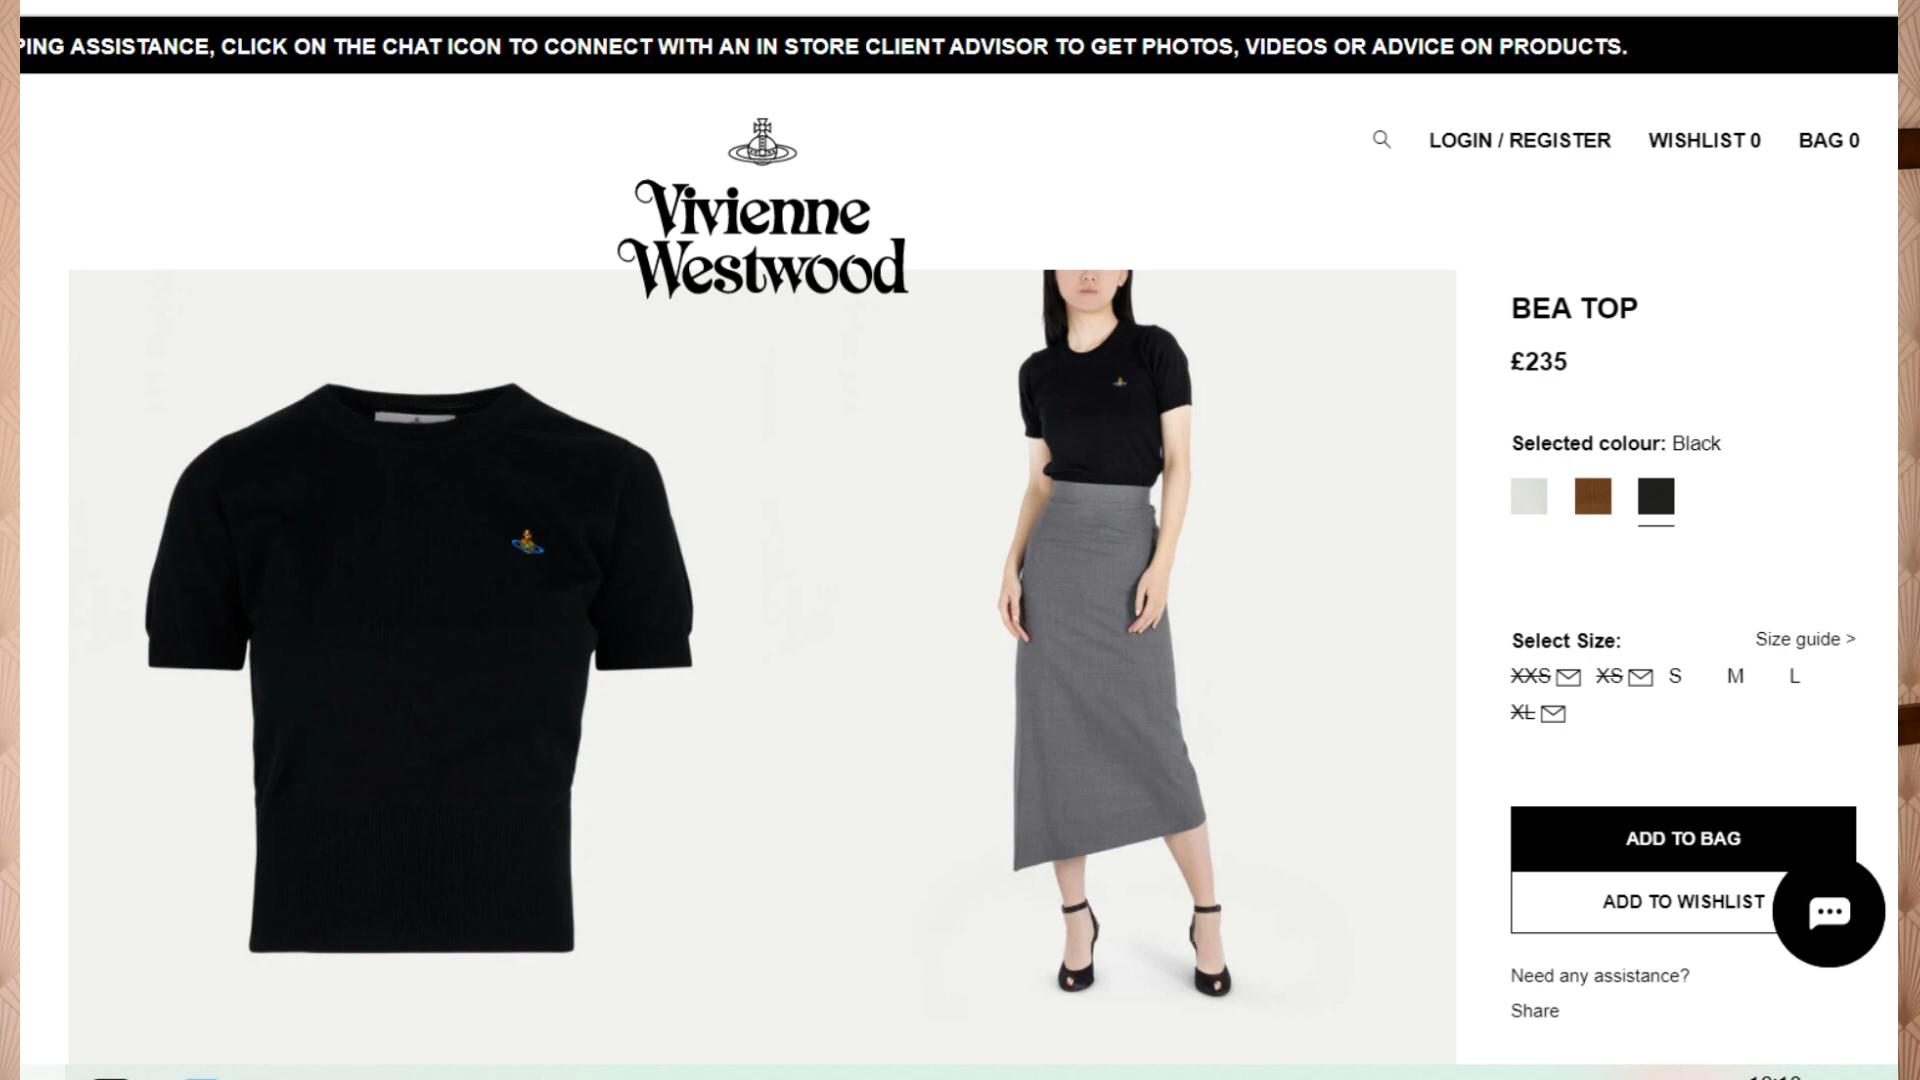 PING ASSISTANCE, CLICK ON THE CHAT ICON TO CONNECT WITH AN IN STORE CLIENT ADVISOR TO GET PHOTOS, VIDEOS OR ADVICE ON PRODUCTS.
LOGIN / REGISTER WISHLIST 0 BAG 0
Vivienne
Westwood
BEA TOP
£235
Selected colour: Black
Select Size: Size guide >
XXS XS S M L
XL
ADD TO BAG
ADD TO WISHLIST
Need any assistance?
Share